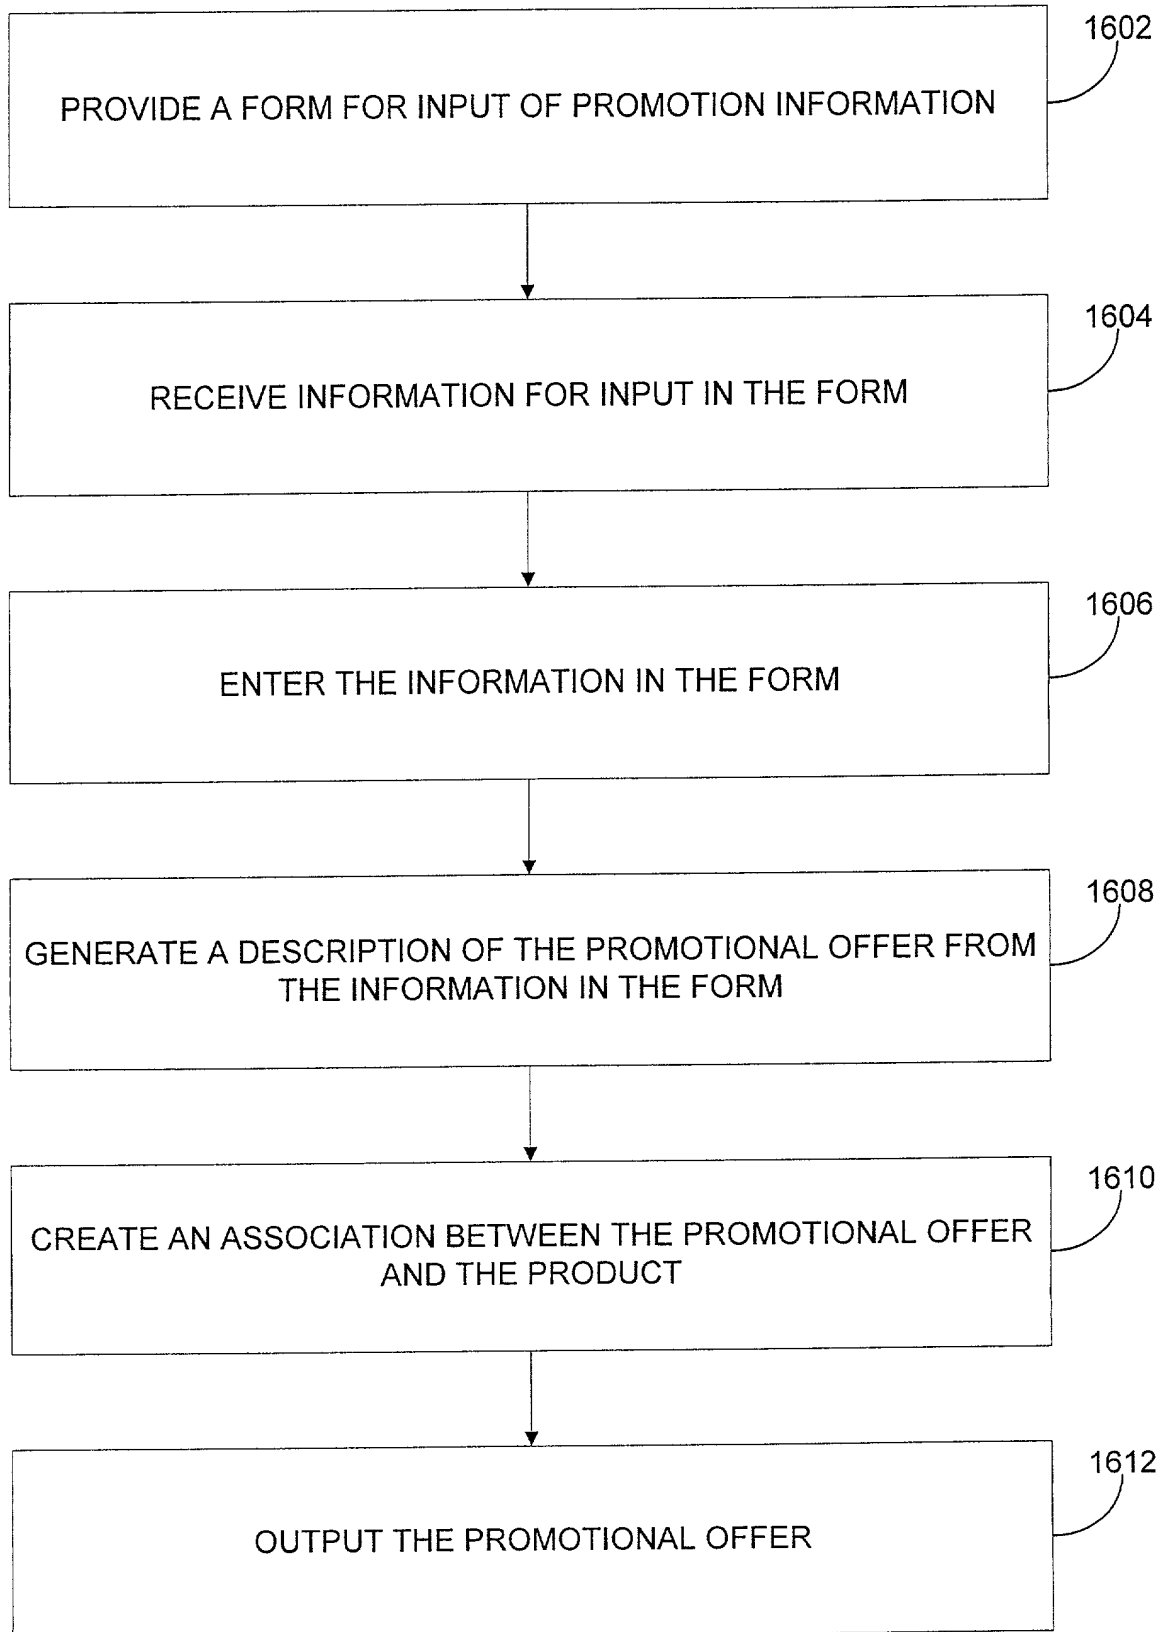 1602
PROVIDE A FORM FOR INPUT OF PROMOTION INFORMATION
1604
RECEIVE INFORMATION FOR INPUT IN THE FORM
1606
ENTER THE INFORMATION IN THE FORM
1608
GENERATE A DESCRIPTION OF THE PROMOTIONAL OFFER FROM
THE INFORMATION IN THE FORM
1610
CREATE AN ASSOCIATION BETWEEN THE PROMOTIONAL OFFER
AND THE PRODUCT
1612
OUTPUT THE PROMOTIONAL OFFER